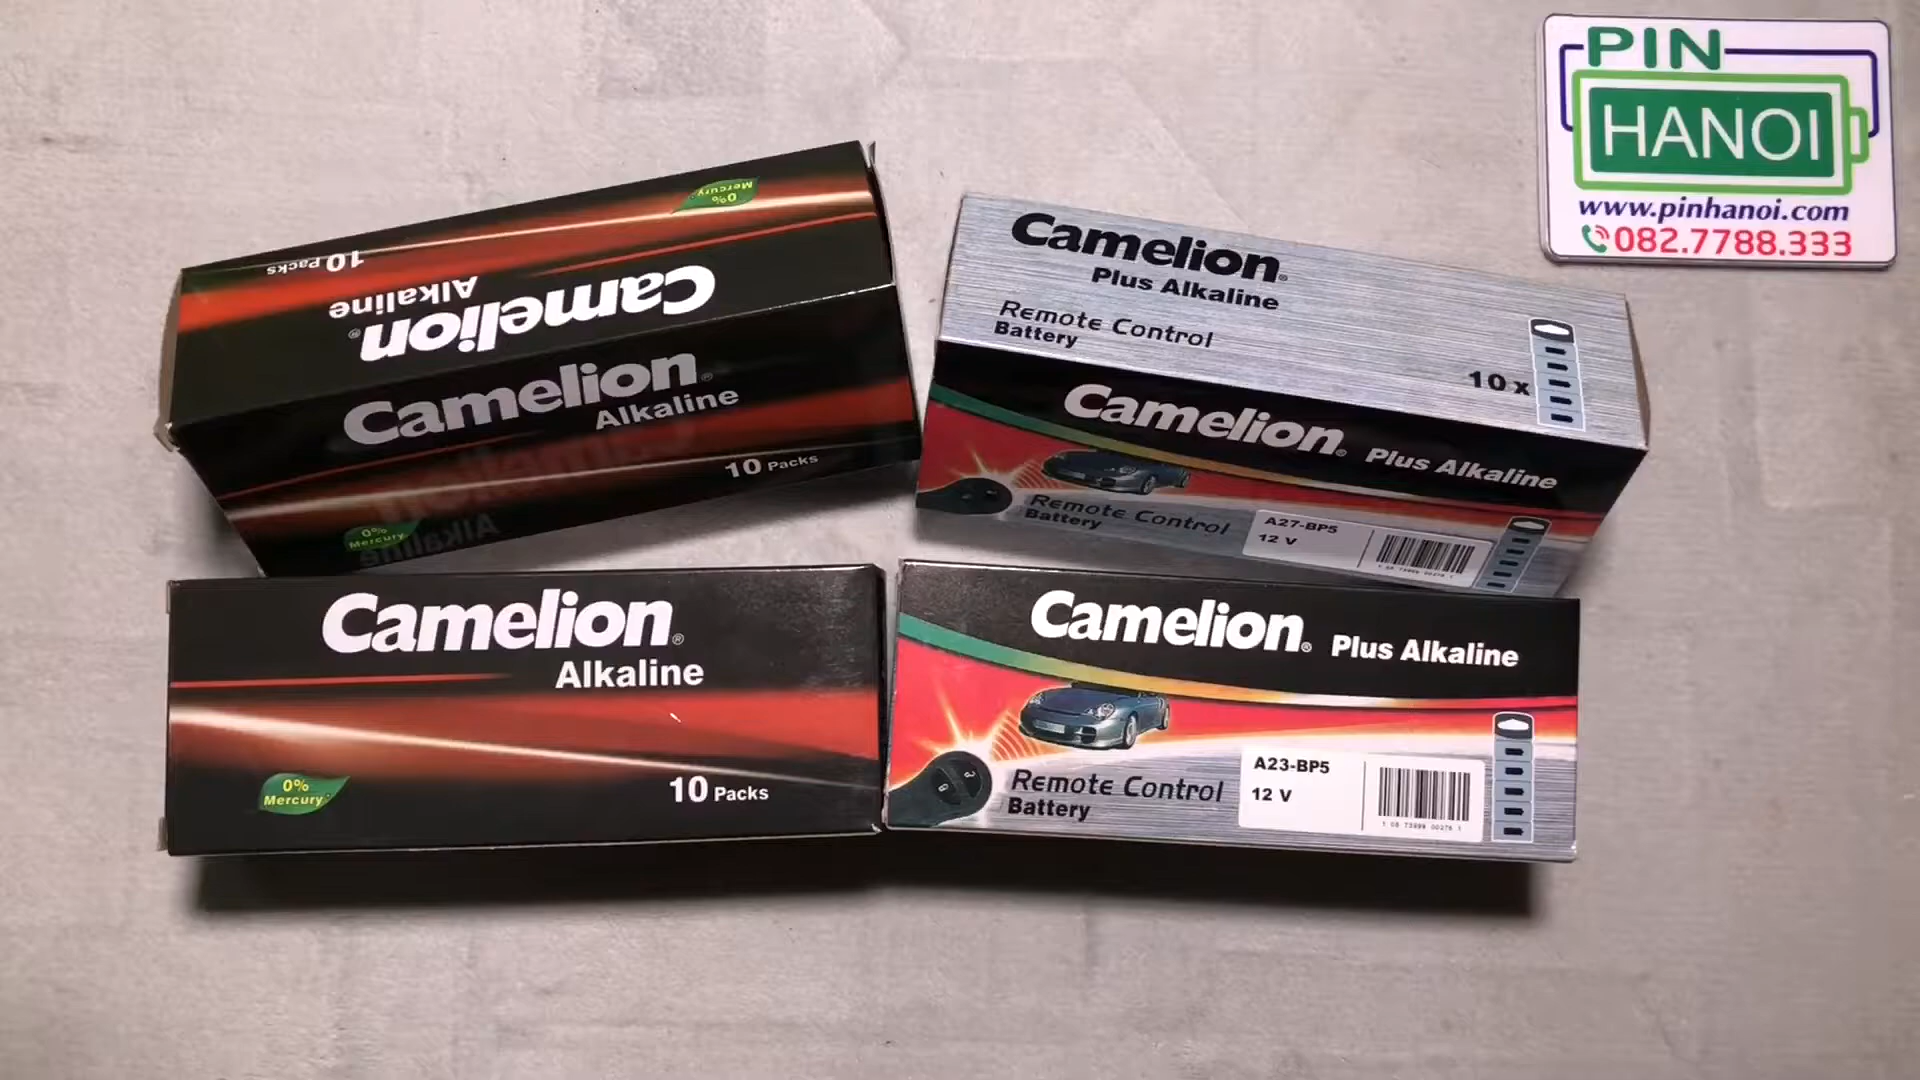 PIN
HANOI
www.pinhanoi.com
082.7788.333
0%
Mercury
10 Packs
Camelion®
Alkaline
Camelion®
Alkaline
10 Packs
0%
Mercury
Camelion®
Plus Alkaline
Remote Control
Battery
10 x
Camelion® Plus Alkaline
Remote Control
Battery
A27-BP5
12 V
Camelion®
Alkaline
0%
Mercury
10 Packs
Camelion® Plus Alkaline
Remote Control
Battery
A23-BP5
12 V